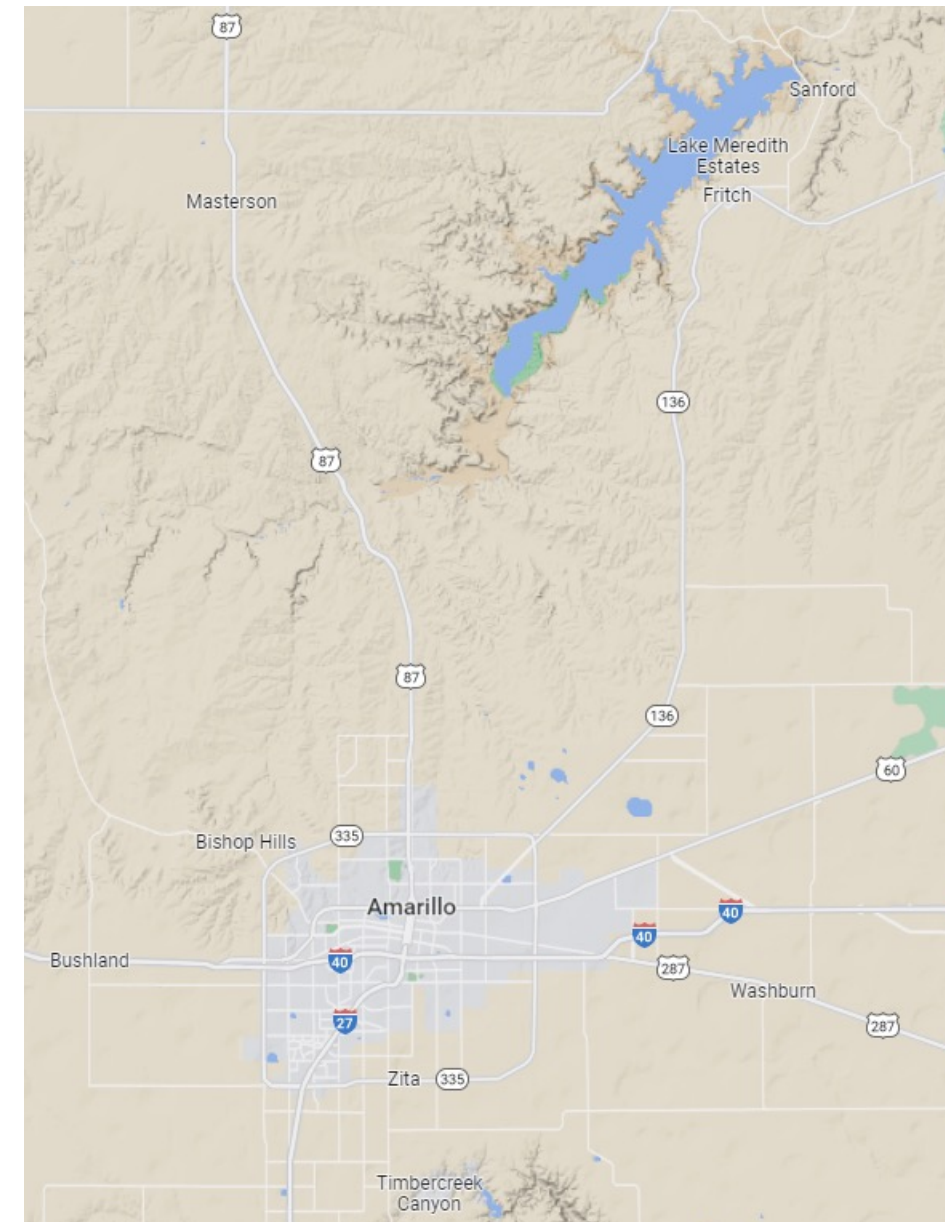 87
Sanford
Lake Meredith
Estates
Fritch
Masterson
136
87
87
136
60
335
Bishop Hills
Amarillo
40
40
40
Bushland
287
Washburn
27
287
Zita
335
Timbercreek
Canyon